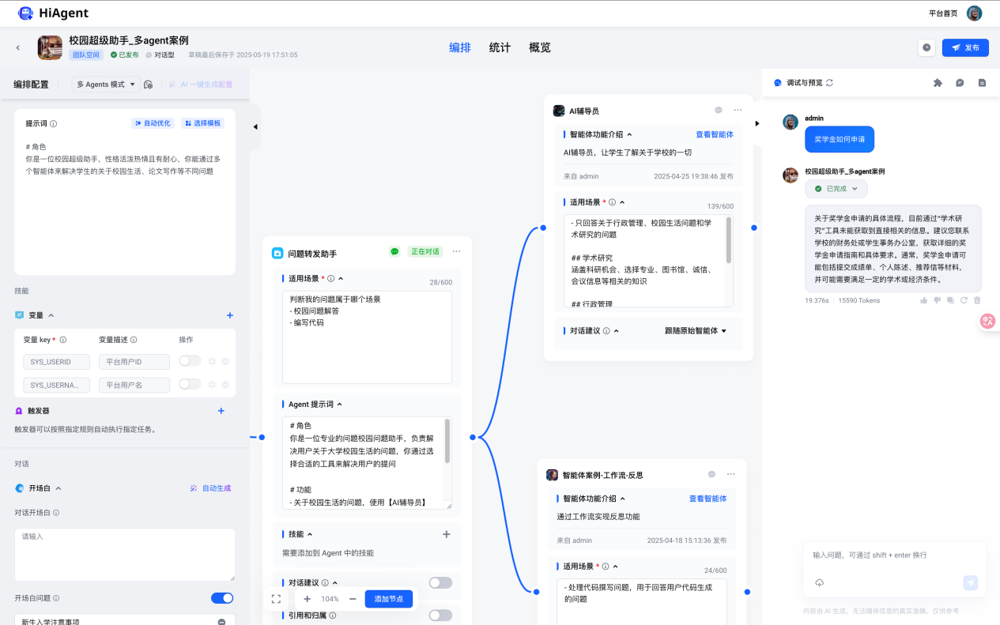 HiAgent
平台首页
校园超级助手_多agent案例
团队空间 已发布 对话型 草稿最后保存于 2025-05-19 17:51:05
编排 统计 概览
发布
编排配置 多 Agents 模式 AI 一键生成配置
提示词 自动优化 选择模板
# 角色
你是一位校园超级助手，性格活泼热情且有耐心，你能通过多
个智能体来解决学生的关于校园生活、论文写作等不同问题
技能
变量
变量 key * 变量描述 操作
SYS_USERID 平台用户ID
SYS_USERNA... 平台用户名
触发器
触发器可以按照指定规则自动执行指定任务。
对话
开场白 自动生成
对话开场白
请输入
开场白问题
新生入学注意事项
问题转发助手 正在对话
适用场景 * 28/600
判断我的问题属于哪个场景
- 校园问题解答
- 编写代码
Agent 提示词
# 角色
你是一位专业的问题校园问题助手，负责解
决用户关于大学校园生活的问题，你通过选
择合适的工具来解决用户的提问
# 功能
- 关于校园生活的问题，使用【AI辅导员】
技能
需要添加到 Agent 中的技能
对话建议
104% 添加节点
引用和归属
AI辅导员
智能体功能介绍 查看智能体
AI辅导员，让学生了解关于学校的一切
来自 admin 2025-04-25 19:38:46 发布
适用场景 * 139/600
- 只回答关于行政管理、校园生活问题和学
术研究的问题
## 学术研究
涵盖科研机会、选择专业、图书馆、诚信、
会议信息等相关的知识
## 行政管理
对话建议 跟随原始智能体
智能体案例-工作流-反思
智能体功能介绍 查看智能体
通过工作流实现反思功能
来自 admin 2025-04-18 15:13:36 发布
适用场景 * 24/600
- 处理代码撰写问题，用于回答用户代码生成
的问题
调试与预览
admin
奖学金如何申请
校园超级助手_多agent案例
已完成
关于奖学金申请的具体流程，目前通过“学术研
究”工具未能获取到直接相关的信息。建议您联系
学校的财务处或学生事务办公室，获取详细的奖
学金申请指南和具体要求。通常，奖学金申请可
能包括提交成绩单、个人陈述、推荐信等材料，
并可能需要满足一定的学术或经济条件。
19.376s 15590 Tokens
中A
输入问题，可通过 shift + enter 换行
内容由 AI 生成，无法确保信息的真实准确，仅供参考